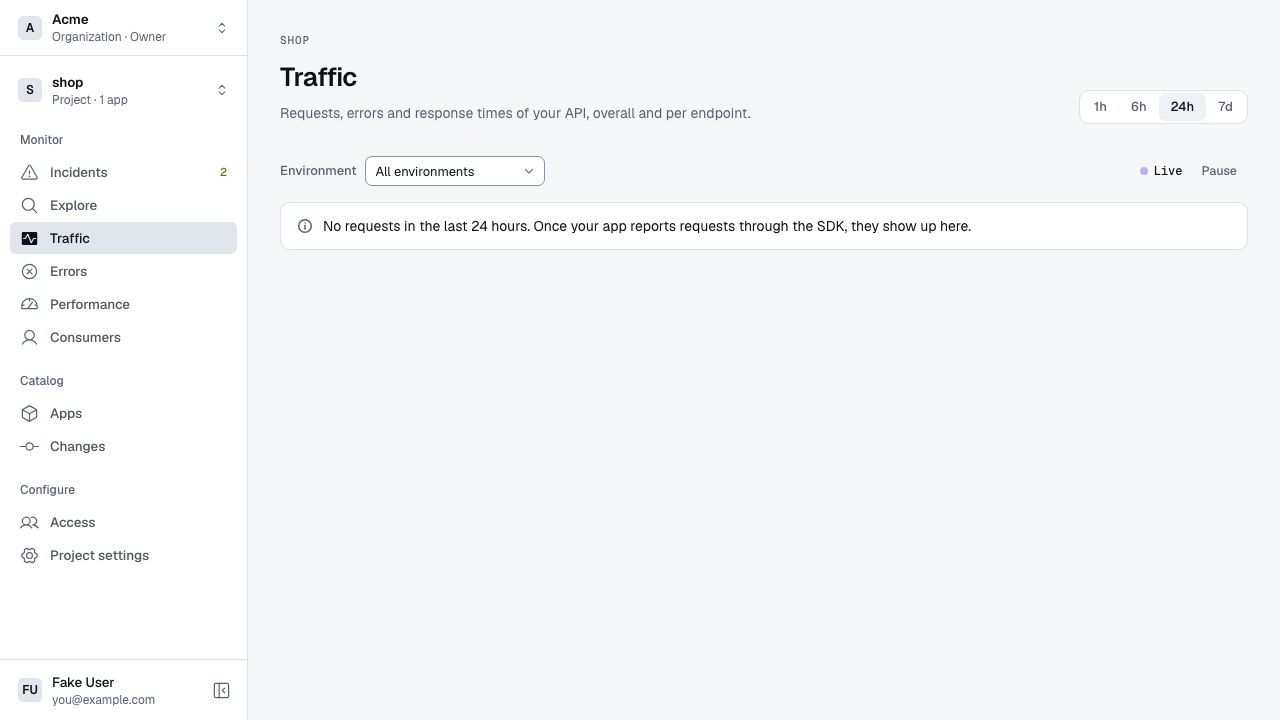 A
Acme
Organization · Owner
S
shop
Project · 1 app
Monitor
Incidents 2
Explore
Traffic
Errors
Performance
Consumers
Catalog
Apps
Changes
Configure
Access
Project settings
FU
Fake User
you@example.com
SHOP
Traffic
Requests, errors and response times of your API, overall and per endpoint.
1h 6h 24h 7d
Environment All environments
Live Pause
No requests in the last 24 hours. Once your app reports requests through the SDK, they show up here.